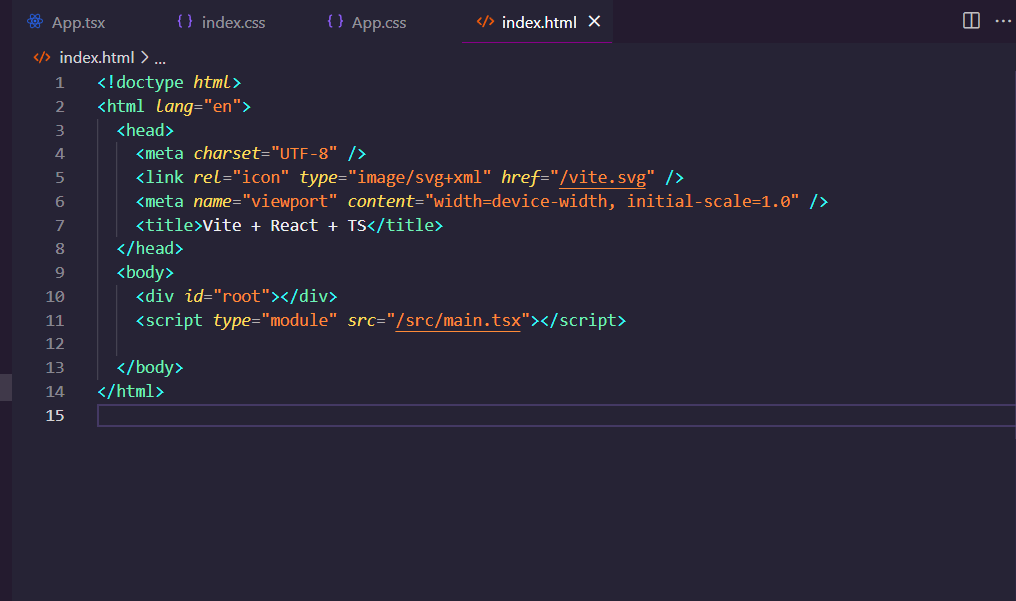 App.tsx { } index.css { } App.css </> index.html ×
</> index.html > ...
1 <!doctype html>
2 <html lang="en">
3 <head>
4 <meta charset="UTF-8" />
5 <link rel="icon" type="image/svg+xml" href="/vite.svg" />
6 <meta name="viewport" content="width=device-width, initial-scale=1.0" />
7 <title>Vite + React + TS</title>
8 </head>
9 <body>
10 <div id="root"></div>
11 <script type="module" src="/src/main.tsx"></script>
12
13 </body>
14 </html>
15